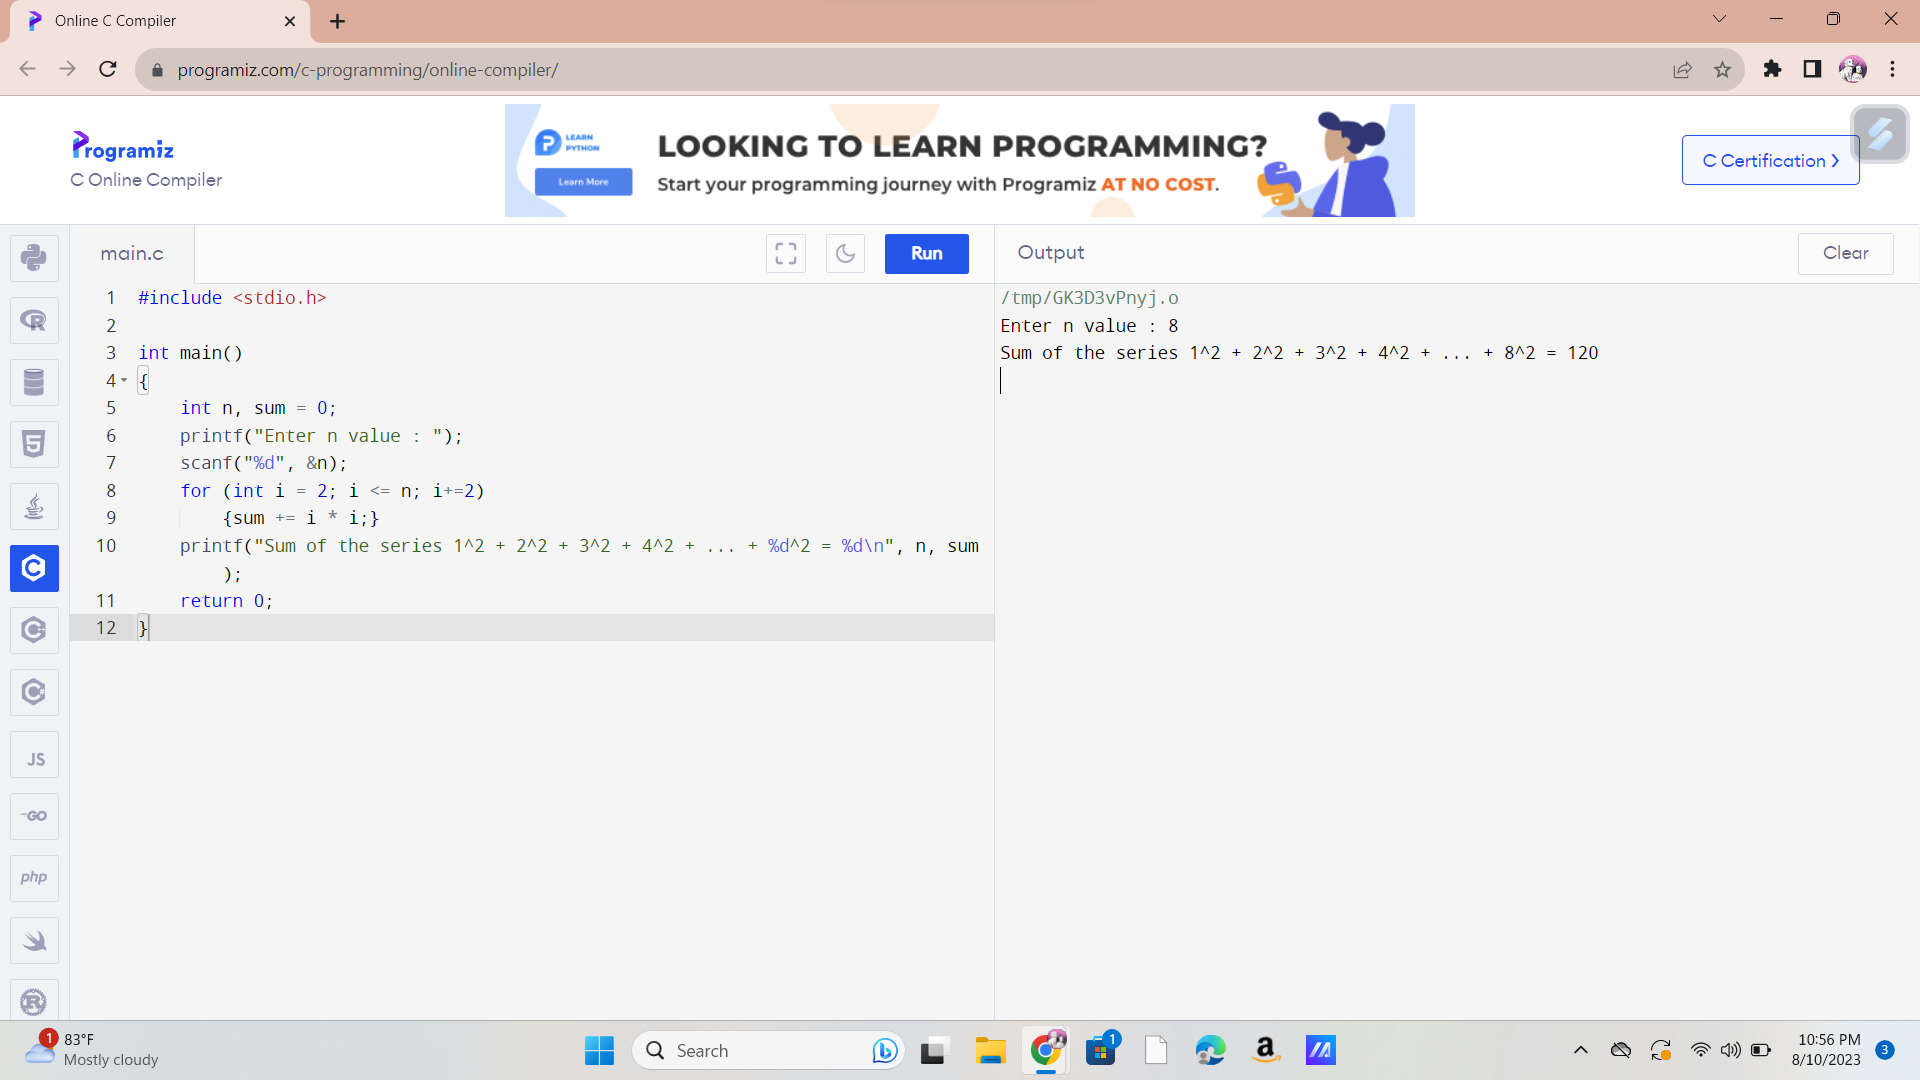 Online C Compiler
programiz.com/c-programming/online-compiler/
Programiz
C Online Compiler
LEARN
PYTHON
Learn More
LOOKING TO LEARN PROGRAMMING?
Start your programming journey with Programiz AT NO COST.
C Certification >
main.c
Run
Output
Clear
1 #include <stdio.h>
2
3 int main()
4 {
5 int n, sum = 0;
6 printf("Enter n value : ");
7 scanf("%d", &n);
8 for (int i = 2; i <= n; i+=2)
9 {sum += i * i;}
10 printf("Sum of the series 1^2 + 2^2 + 3^2 + 4^2 + ... + %d^2 = %d\n", n, sum
);
11 return 0;
12 }
/tmp/GK3D3vPnyj.o
Enter n value : 8
Sum of the series 1^2 + 2^2 + 3^2 + 4^2 + ... + 8^2 = 120
R
5
C
JS
GO
php
R
1
83°F
Mostly cloudy
Search
1
a
10:56 PM
8/10/2023
3